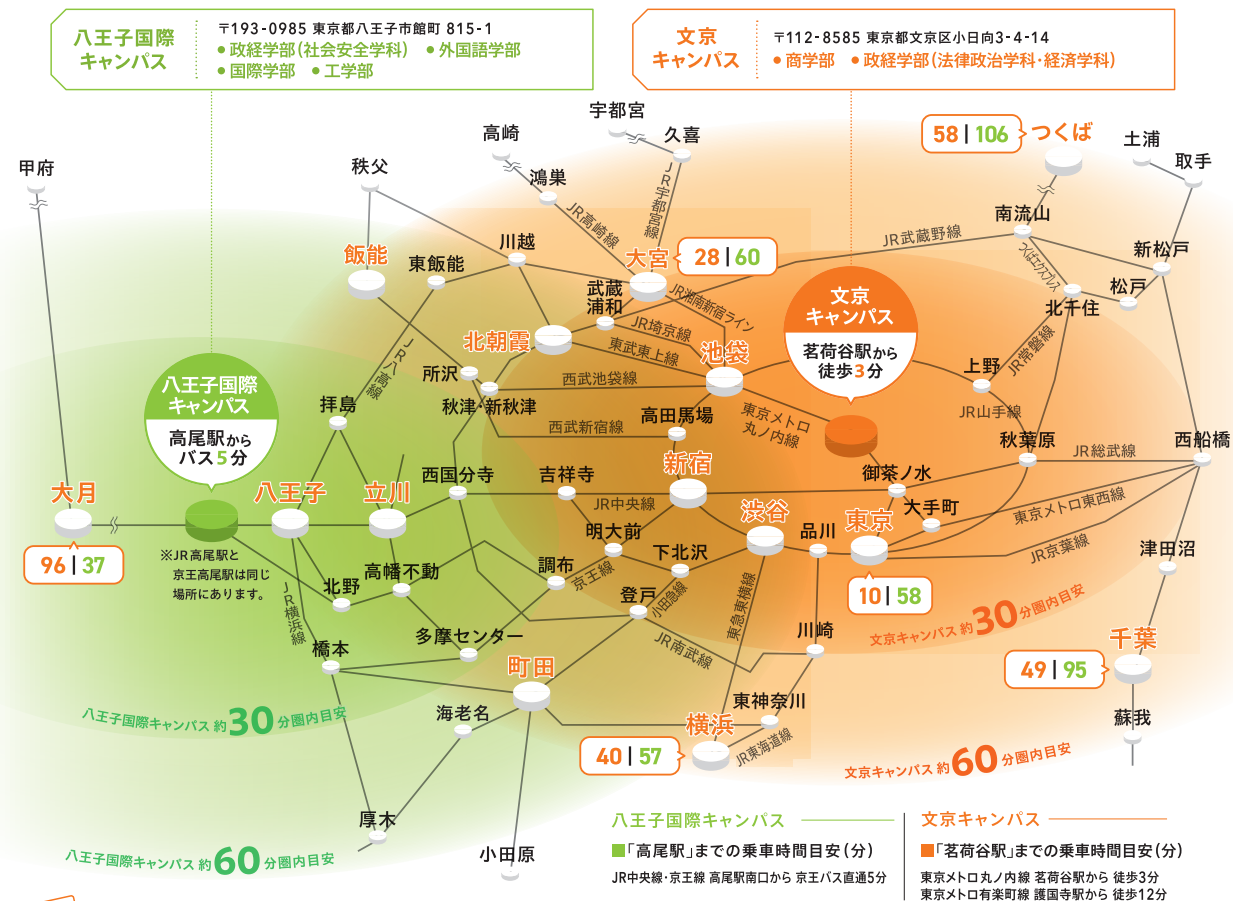 八王子国際
キャンパス
〒193-0985 東京都八王子市館町 815-1
● 政経学部(社会安全学科) ● 外国語学部
● 国際学部 ● 工学部
文京
キャンパス
〒112-8585 東京都文京区小日向3-4-14
● 商学部 ● 政経学部(法律政治学科・経済学科)
宇都宮
久喜
高崎
58 | 106
つくば
土浦
取手
甲府
秩父
鴻巣
JR宇都宮線
JR高崎線
南流山
JR武蔵野線
川越
飯能
東飯能
大宮
28 | 60
新松戸
つくばエクスプレス
松戸
北千住
武蔵
浦和
JR湘南新宿ライン
文京
キャンパス
茗荷谷駅から
徒歩3分
北朝霞
JR埼京線
東武東上線
池袋
JR常磐線
上野
JR八高線
八王子国際
キャンパス
高尾駅から
バス5分
所沢
西武池袋線
秋津・新秋津
拝島
高田馬場
東京メトロ
丸ノ内線
JR山手線
西武新宿線
秋葉原
JR総武線
西船橋
新宿
御茶ノ水
西国分寺
吉祥寺
大月
八王子
立川
JR中央線
渋谷
品川
東京
大手町
東京メトロ東西線
JR京葉線
明大前
下北沢
津田沼
96 | 37
※JR高尾駅と
京王高尾駅は同じ
場所にあります。
北野
高幡不動
調布
京王線
登戸
小田急線
東急東横線
10 | 58
文京キャンパス 約30分圏内目安
JR横浜線
橋本
多摩センター
JR南武線
川崎
千葉
49 | 95
町田
八王子国際キャンパス 約30分圏内目安
海老名
東神奈川
横浜
JR東海道線
40 | 57
蘇我
文京キャンパス 約60分圏内目安
厚木
小田原
八王子国際キャンパス 約60分圏内目安
八王子国際キャンパス
■「高尾駅」までの乗車時間目安(分)
JR中央線・京王線 高尾駅南口から 京王バス直通5分
文京キャンパス
■「茗荷谷駅」までの乗車時間目安(分)
東京メトロ丸ノ内線 茗荷谷駅から 徒歩3分
東京メトロ有楽町線 護国寺駅から 徒歩12分